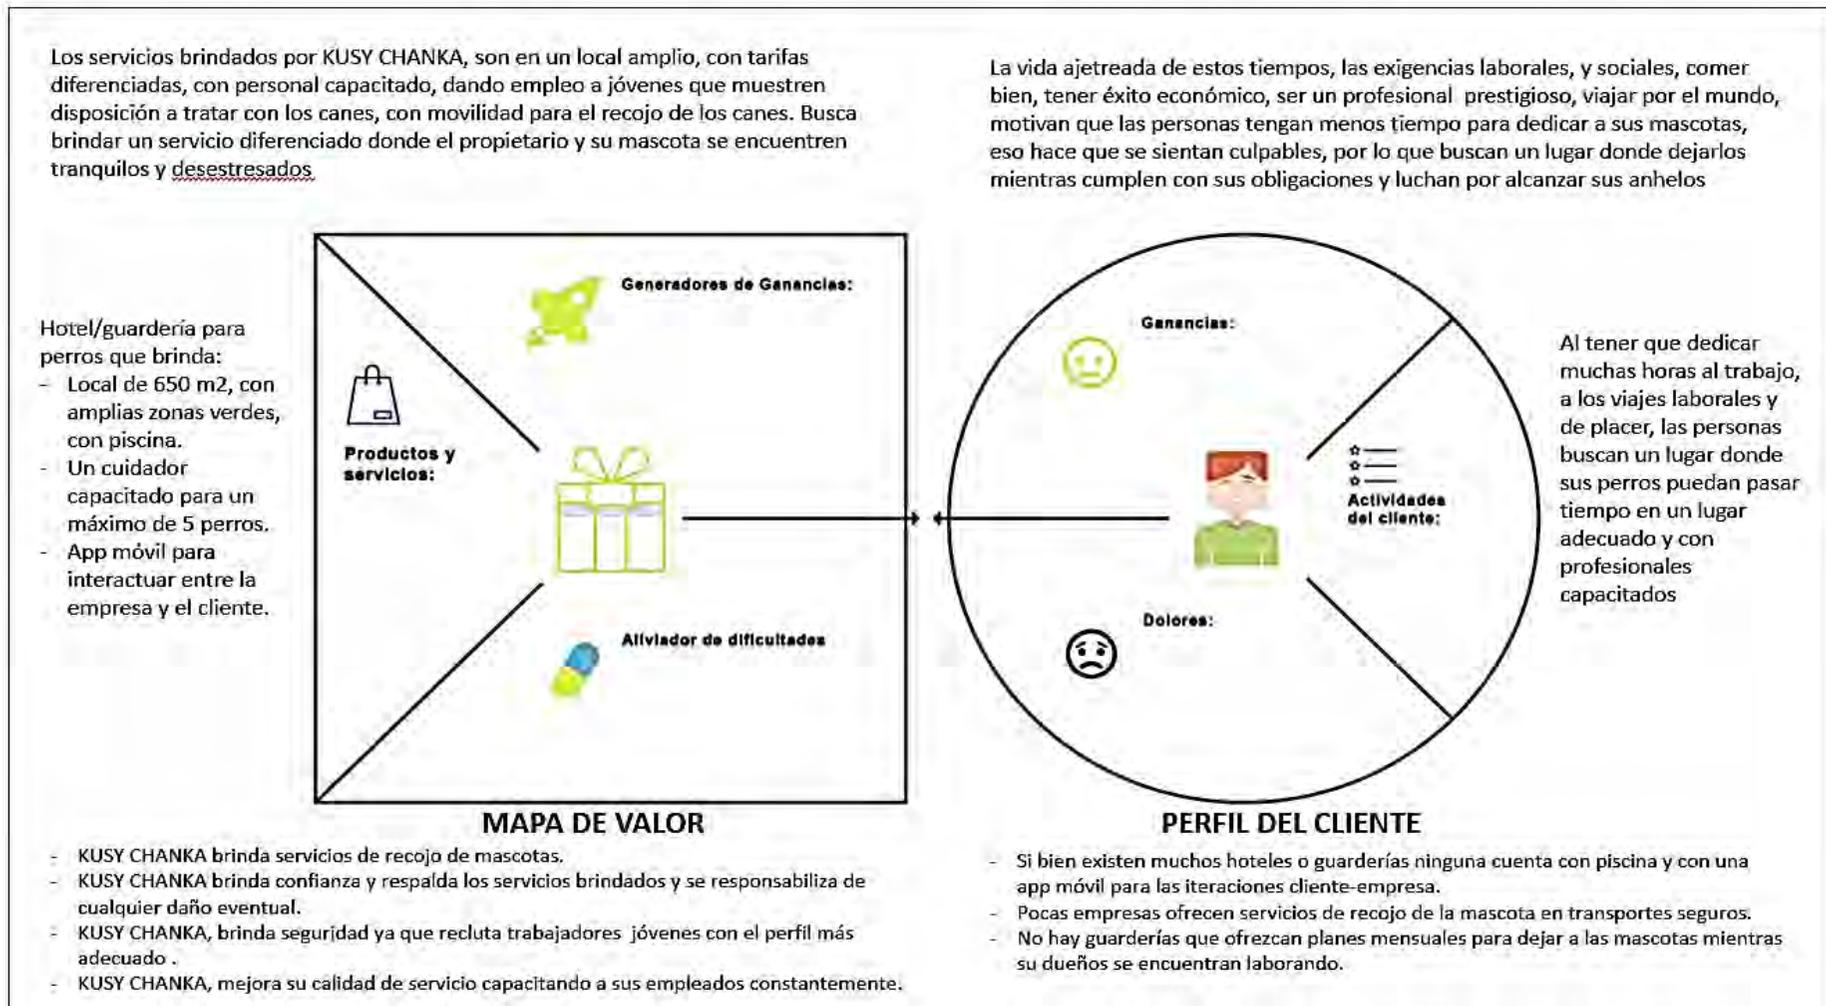 Los servicios brindados por KUSY CHANKA, son en un local amplio, con tarifas
diferenciadas, con personal capacitado, dando empleo a jóvenes que muestren
disposición a tratar con los canes, con movilidad para el recojo de los canes. Busca
brindar un servicio diferenciado donde el propietario y su mascota se encuentren
tranquilos y desestresados
La vida ajetreada de estos tiempos, las exigencias laborales, y sociales, comer
bien, tener éxito económico, ser un profesional prestigioso, viajar por el mundo,
motivan que las personas tengan menos tiempo para dedicar a sus mascotas,
eso hace que se sientan culpables, por lo que buscan un lugar donde dejarlos
mientras cumplen con sus obligaciones y luchan por alcanzar sus anhelos
Hotel/guardería para
perros que brinda:
- Local de 650 m2, con
amplias zonas verdes,
con piscina.
- Un cuidador
capacitado para un
máximo de 5 perros.
- App móvil para
interactuar entre la
empresa y el cliente.
Generadores de Ganancias:
Productos y
servicios:
Aliviador de dificultades
Ganancias:
Actividades
del cliente:
Dolores:
Al tener que dedicar
muchas horas al trabajo,
a los viajes laborales y
de placer, las personas
buscan un lugar donde
sus perros puedan pasar
tiempo en un lugar
adecuado y con
profesionales
capacitados
MAPA DE VALOR
- KUSY CHANKA brinda servicios de recojo de mascotas.
- KUSY CHANKA brinda confianza y respalda los servicios brindados y se responsabiliza de
cualquier daño eventual.
- KUSY CHANKA, brinda seguridad ya que recluta trabajadores jóvenes con el perfil más
adecuado .
- KUSY CHANKA, mejora su calidad de servicio capacitando a sus empleados constantemente.
PERFIL DEL CLIENTE
- Si bien existen muchos hoteles o guarderías ninguna cuenta con piscina y con una
app móvil para las iteraciones cliente-empresa.
- Pocas empresas ofrecen servicios de recojo de la mascota en transportes seguros.
- No hay guarderías que ofrezcan planes mensuales para dejar a las mascotas mientras
su dueños se encuentran laborando.